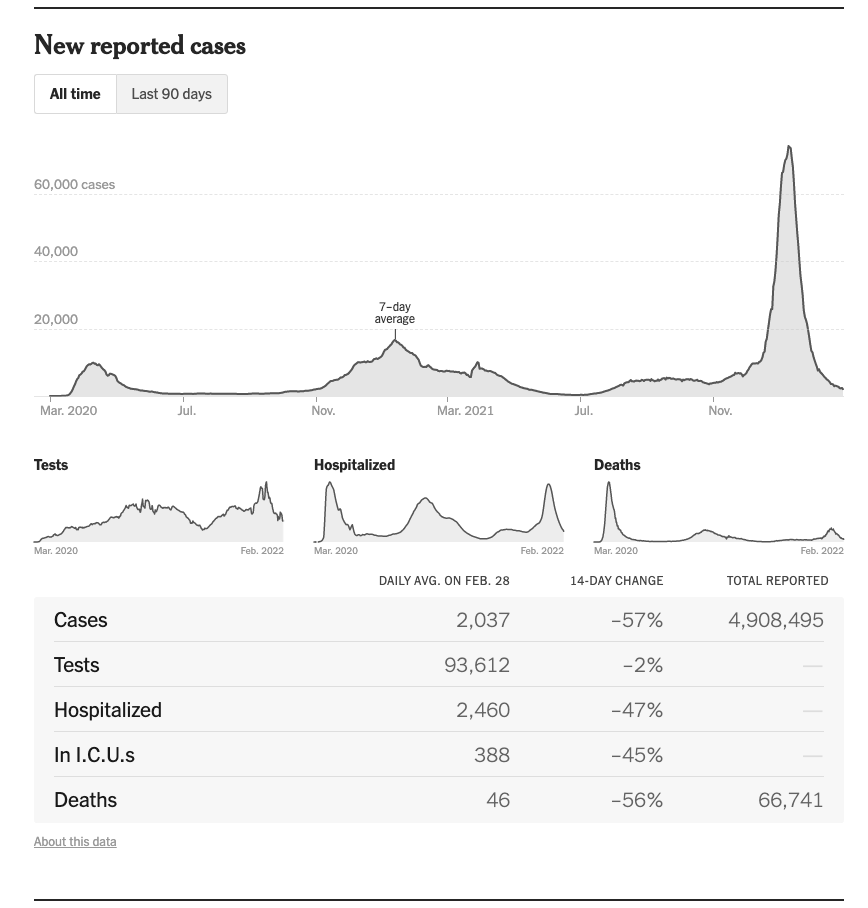 New reported cases
All time Last 90 days
60,000 cases
40,000
20,000
7–day
average
Mar. 2020 Jul. Nov. Mar. 2021 Jul. Nov.
Tests Hospitalized Deaths
Mar. 2020 Feb. 2022 Mar. 2020 Feb. 2022 Mar. 2020 Feb. 2022
DAILY AVG. ON FEB. 28 14-DAY CHANGE TOTAL REPORTED
Cases 2,037 –57% 4,908,495
Tests 93,612 –2% —
Hospitalized 2,460 –47% —
In I.C.U.s 388 –45% —
Deaths 46 –56% 66,741
About this data